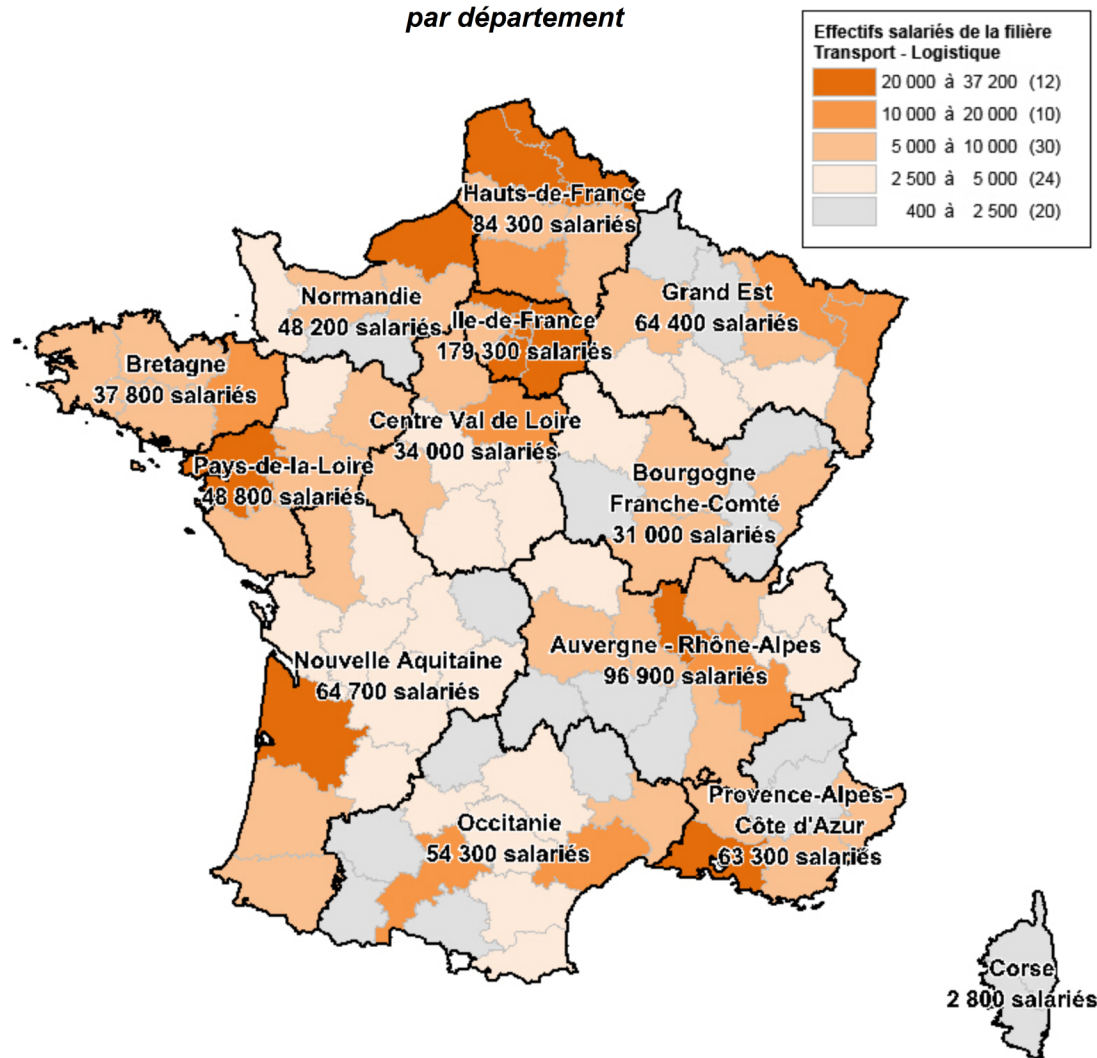 par département
Effectifs salariés de la filière
Transport - Logistique
20 000 à 37 200 (12)
10 000 à 20 000 (10)
5 000 à 10 000 (30)
2 500 à 5 000 (24)
400 à 2 500 (20)
Hauts-de-France
84 300 salariés
Normandie
48 200 salariés
Ile-de-France
179 300 salariés
Grand Est
64 400 salariés
Bretagne
37 800 salariés
Centre Val de Loire
34 000 salariés
Pays-de-la-Loire
48 800 salariés
Bourgogne
Franche-Comté
31 000 salariés
Auvergne - Rhône-Alpes
96 900 salariés
Nouvelle Aquitaine
64 700 salariés
Provence-Alpes-
Côte d'Azur
63 300 salariés
Occitanie
54 300 salariés
Corse
2 800 salariés